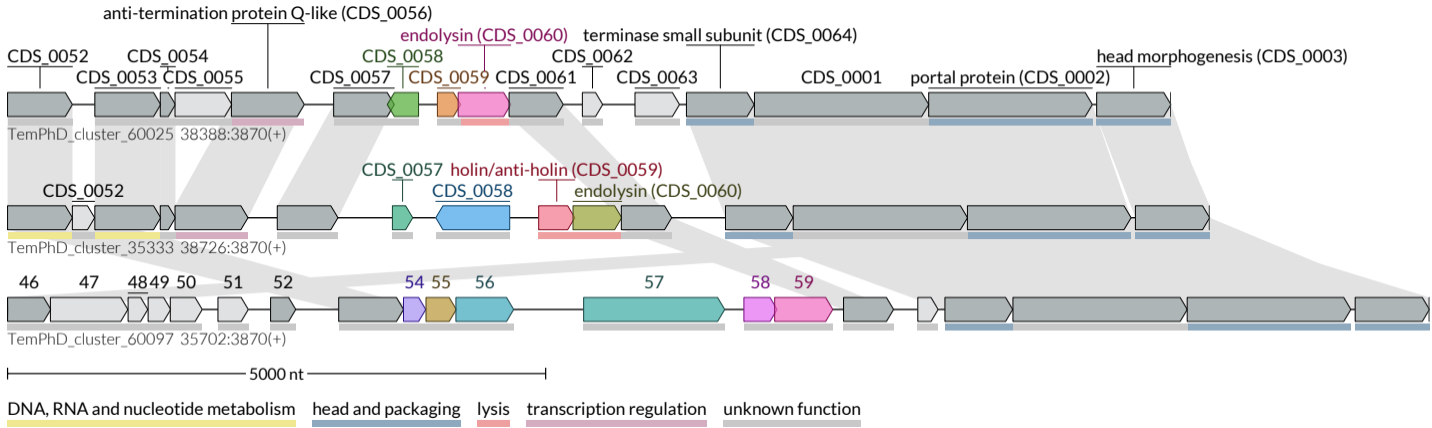 anti-termination protein Q-like (CDS_0056)
endolysin (CDS_0060) terminase small subunit (CDS_0064)
CDS_0052 CDS_0054 CDS_0058 CDS_0062 head morphogenesis (CDS_0003)
CDS_0053 CDS_0055 CDS_0057 CDS_0059 CDS_0061 CDS_0063 CDS_0001 portal protein (CDS_0002)
TemPhD_cluster_60025 38388:3870(+)
CDS_0057 holin/anti-holin (CDS_0059)
CDS_0052 CDS_0058 endolysin (CDS_0060)
TemPhD_cluster_35333 38726:3870(+)
46 47 48 49 50 51 52 54 55 56 57 58 59
TemPhD_cluster_60097 35702:3870(+)
5000 nt
DNA, RNA and nucleotide metabolism head and packaging lysis transcription regulation unknown function